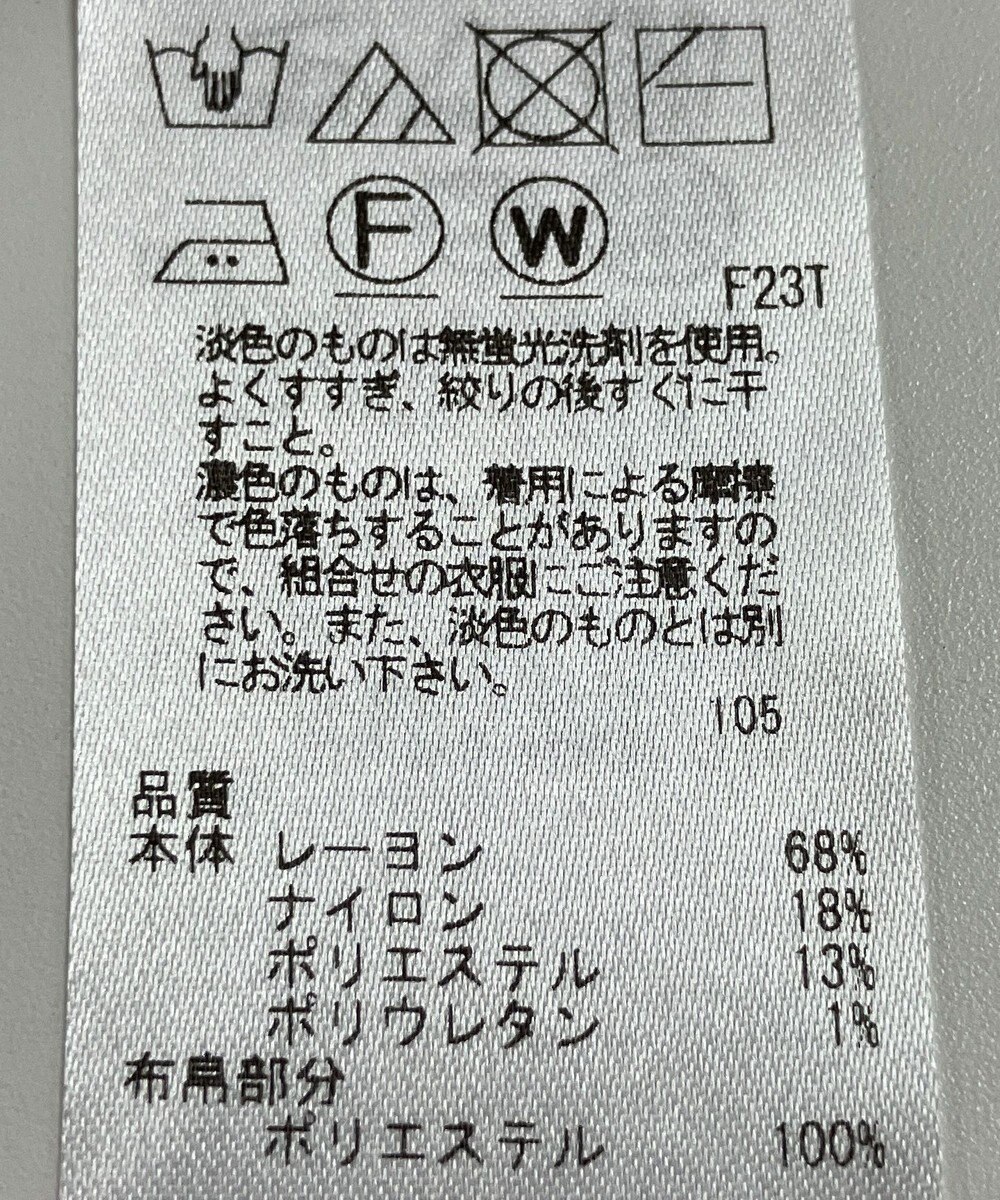 F W
F23T
淡色のものは無蛍光洗剤を使用。
よくすすぎ、絞りの後すぐに干
すこと。
濃色のものは、着用による摩擦
で色落ちすることがありますの
で、組合せの衣服にご注意くだ
さい。また、淡色のものとは別
にお洗い下さい。
105
品質
本体 レーヨン 68%
ナイロン 18%
ポリエステル 13%
ポリウレタン 1%
布帛部分
ポリエステル 100%